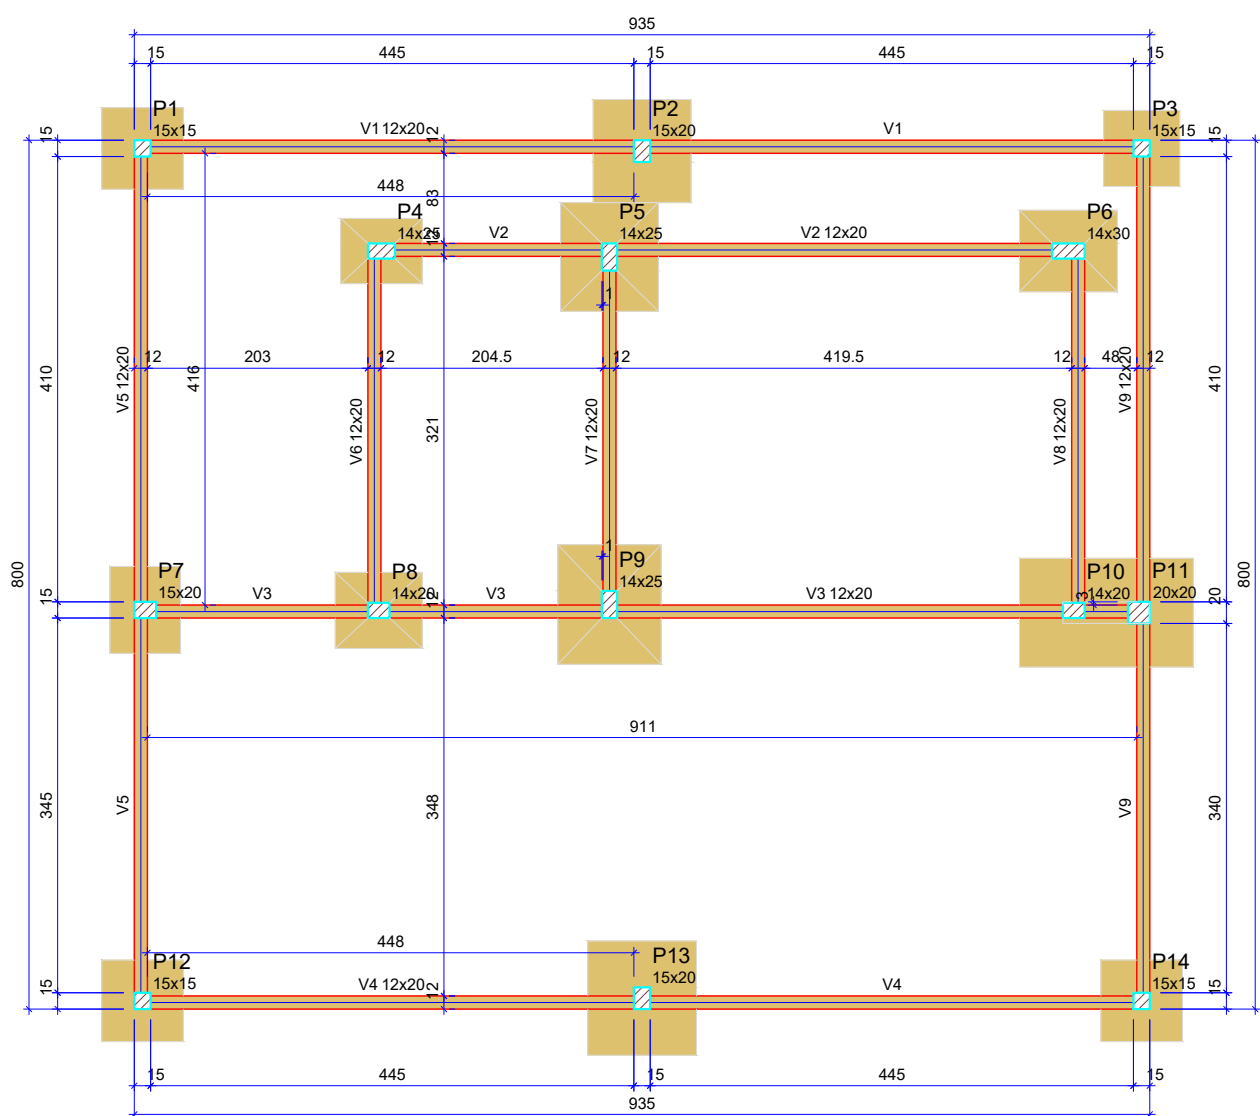 935
15
445
15
445
15
P1
15x15
P2
15x20
P3
15x15
V1 12x20
V1
12
15
15
448
83
P4
14x25
P5
14x25
P6
14x30
V2
V2 12x20
12
1
12
203
12
204.5
12
419.5
12
48
12
V5 12x20
410
416
V6 12x20
321
V7 12x20
V8 12x20
V9 12x20
410
800
800
P7
15x20
P8
14x20
P9
14x25
P10
14x20
P11
20x20
1
3
15
V3
V3
V3 12x20
12
20
911
345
V5
348
V9
340
448
P12
15x15
P13
15x20
P14
15x15
V4 12x20
V4
12
15
15
15
445
15
445
15
935